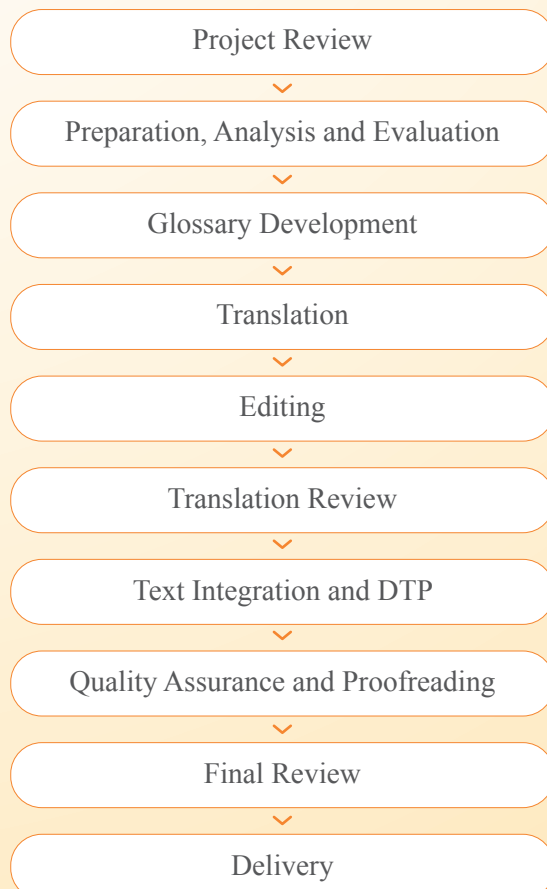 Project Review
Preparation, Analysis and Evaluation
Glossary Development
Translation
Editing
Translation Review
Text Integration and DTP
Quality Assurance and Proofreading
Final Review
Delivery